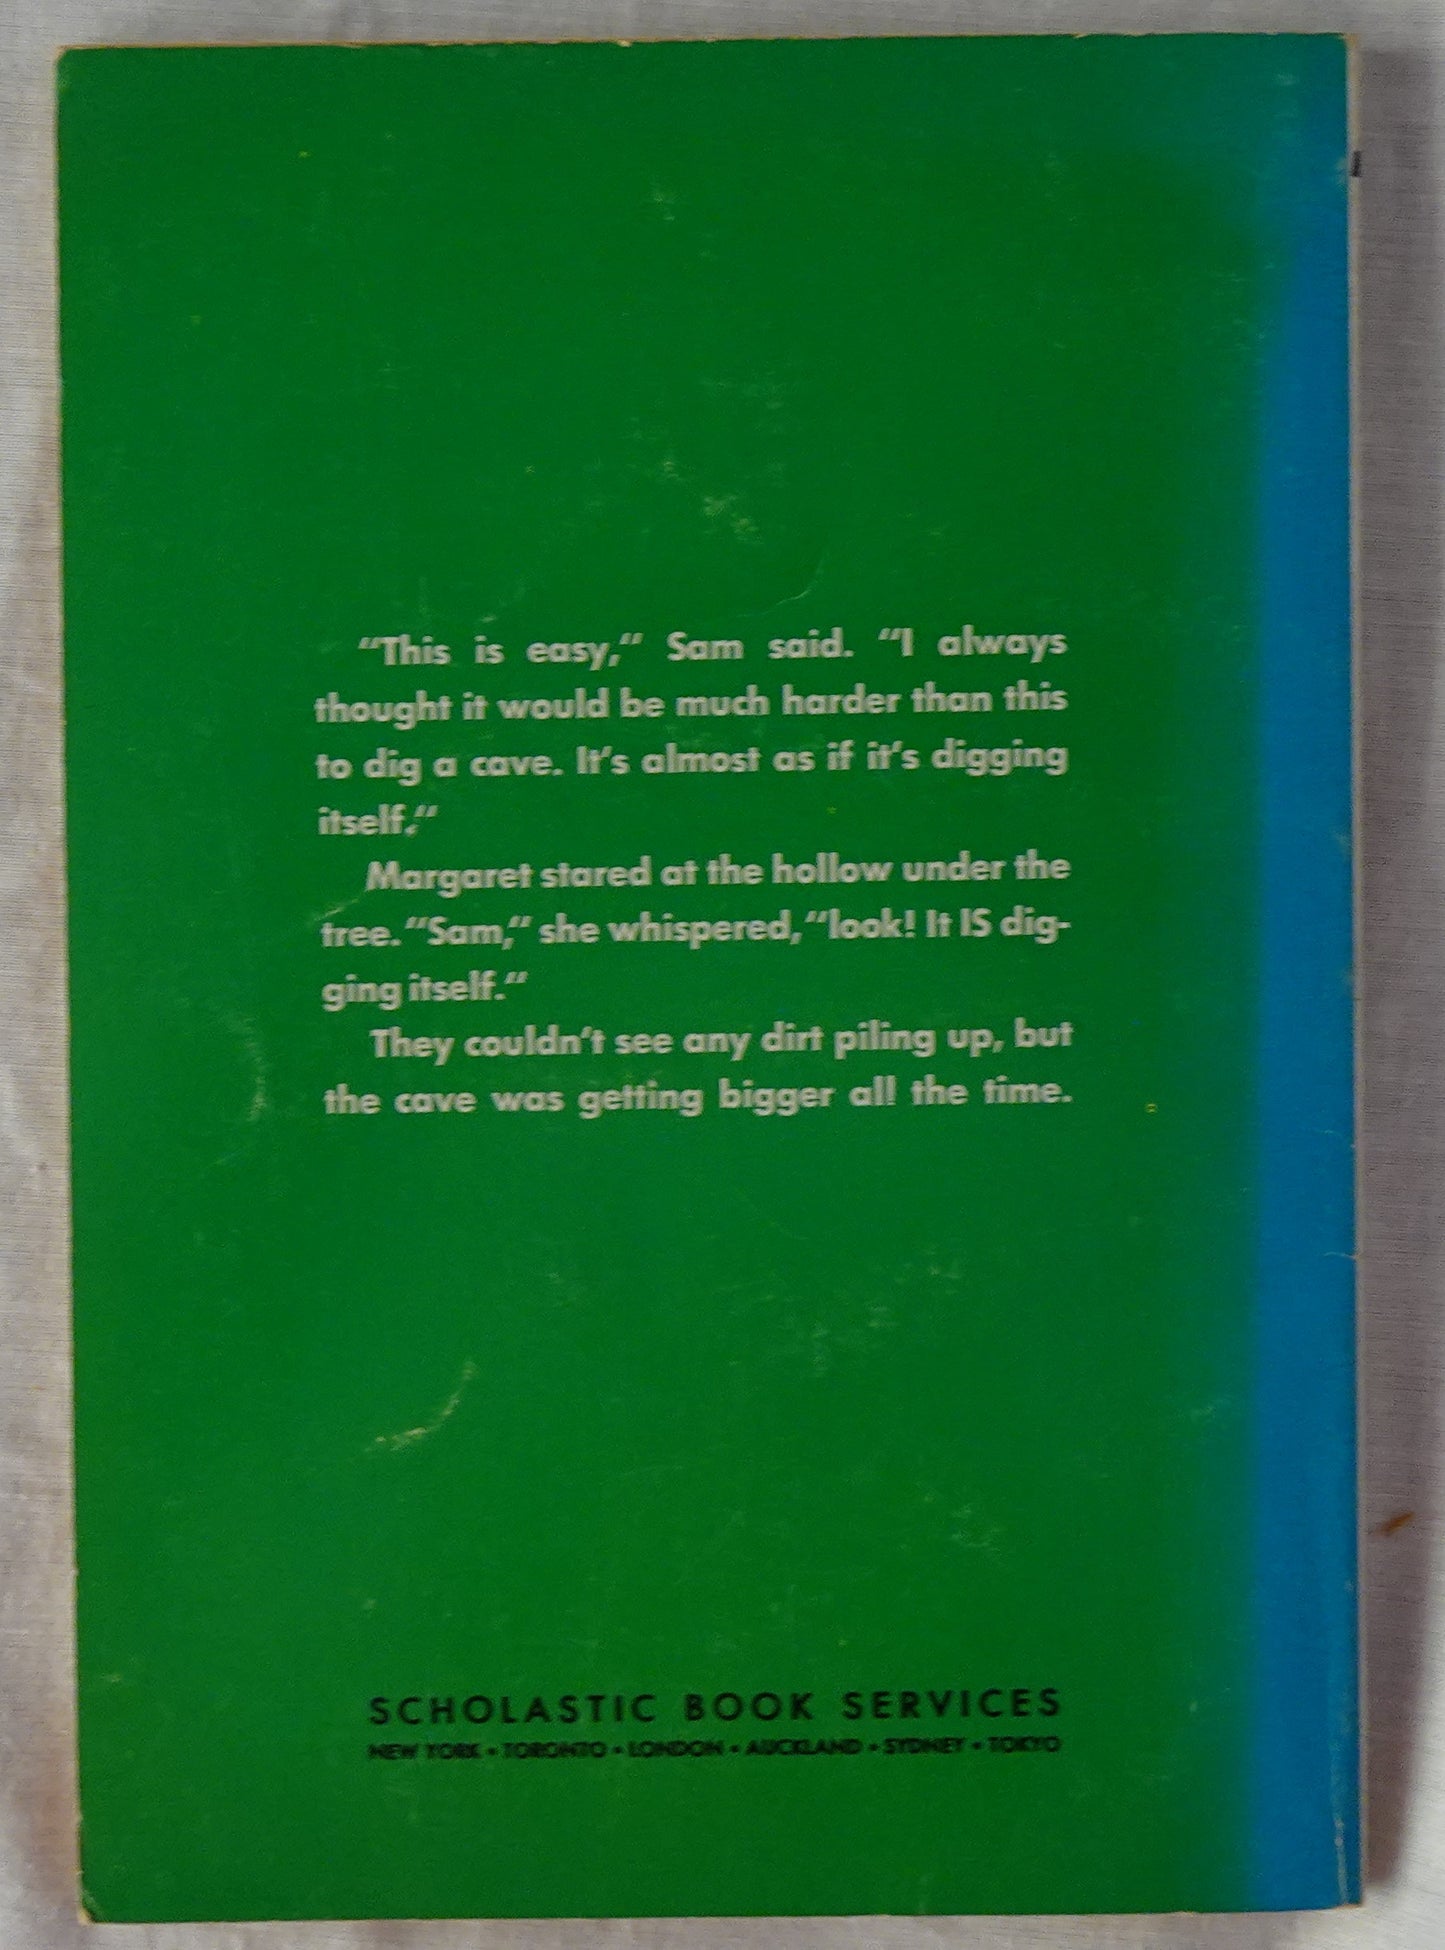 “This is easy,” Sam said. “I always
thought it would be much harder than this
to dig a cave. It's almost as if it's digging
itself.”
Margaret stared at the hollow under the
tree. “Sam,” she whispered, “look! It IS dig-
ging itself.”
They couldn't see any dirt piling up, but
the cave was getting bigger all the time.
SCHOLASTIC BOOK SERVICES
NEW YORK • TORONTO • LONDON • AUCKLAND • SYDNEY • TOKYO